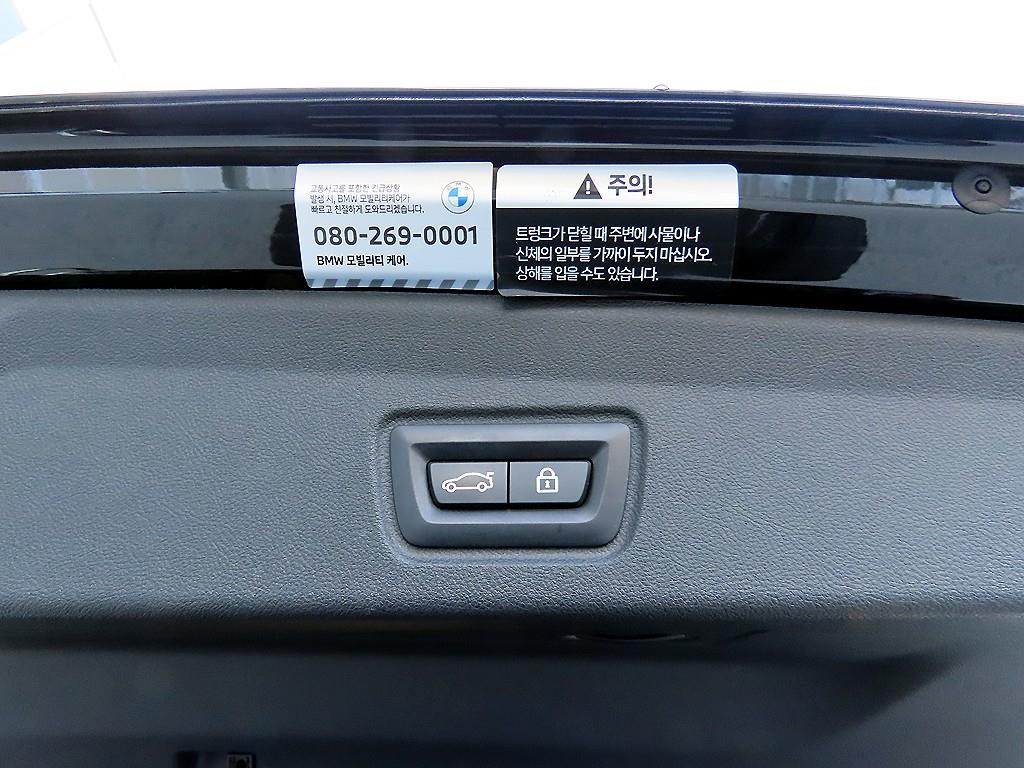 교통사고를 포함한 긴급상황
발생 시, BMW 모빌리티케어가
빠르고 친절하게 도와드리겠습니다.
080-269-0001
BMW 모빌리티 케어.
주의!
트렁크가 닫힐 때 주변에 사물이나
신체의 일부를 가까이 두지 마십시오.
상해를 입을 수도 있습니다.